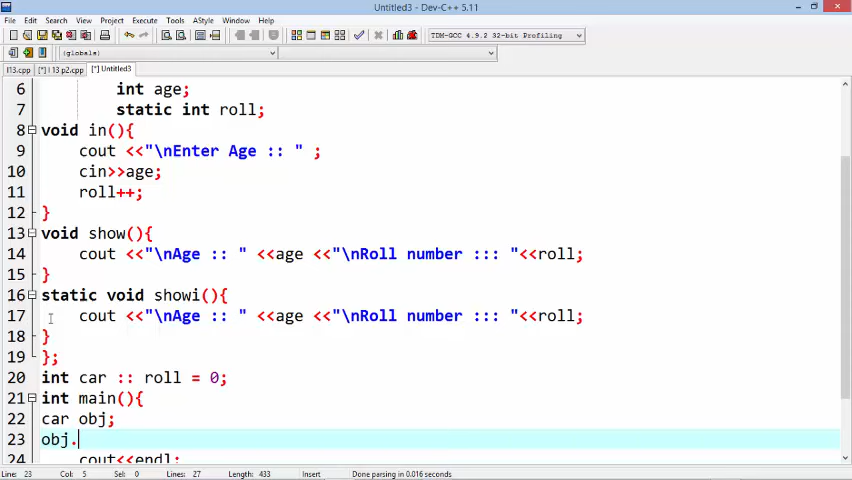 Untitled3 - Dev-C++ 5.11
File Edit Search View Project Execute Tools AStyle Window Help
TDM-GCC 4.9.2 32-bit Profiling
(globals)
l13.cpp [*] l 13 p2.cpp [*] Untitled3
6 int age;
7 static int roll;
8 void in(){
9 cout <<"\nEnter Age :: " ;
10 cin>>age;
11 roll++;
12 }
13 void show(){
14 cout <<"\nAge :: " <<age <<"\nRoll number ::: "<<roll;
15 }
16 static void showi(){
17 cout <<"\nAge :: " <<age <<"\nRoll number ::: "<<roll;
18 }
19 };
20 int car :: roll = 0;
21 int main(){
22 car obj;
23 obj.
24 cout<<endl;
Line: 23 Col: 5 Sel: 0 Lines: 27 Length: 433 Insert Done parsing in 0.016 seconds